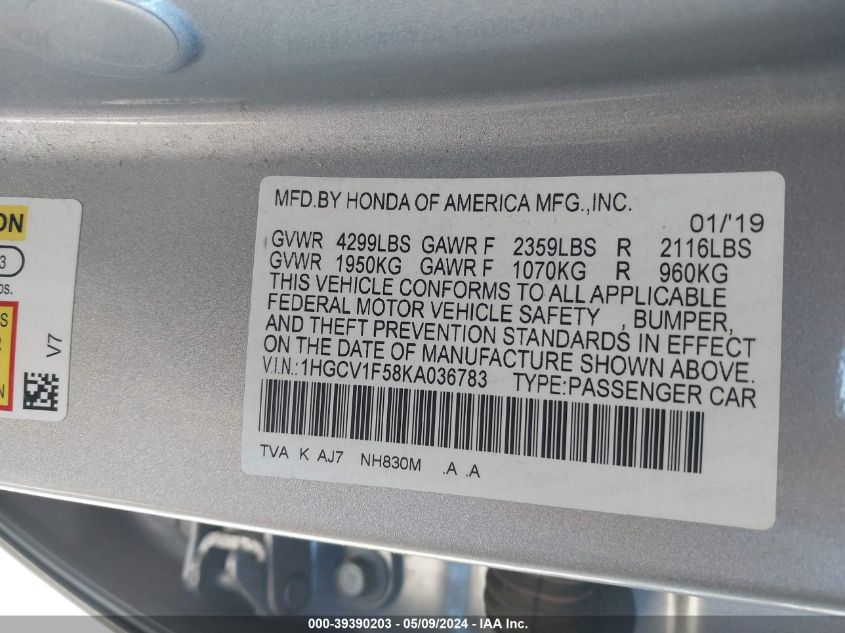 MFD.BY HONDA OF AMERICA MFG.,INC.
01/'19
GVWR 4299LBS GAWR F 2359LBS R 2116LBS
GVWR 1950KG GAWR F 1070KG R 960KG
THIS VEHICLE CONFORMS TO ALL APPLICABLE
FEDERAL MOTOR VEHICLE SAFETY , BUMPER,
AND THEFT PREVENTION STANDARDS IN EFFECT
ON THE DATE OF MANUFACTURE SHOWN ABOVE.
V.I.N.:1HGCV1F58KA036783 TYPE:PASSENGER CAR
TVA K AJ7 NH830M .A .A
ON
3
OS.
S
R
N
V7
000-39390203 - 05/09/2024 - IAA Inc.